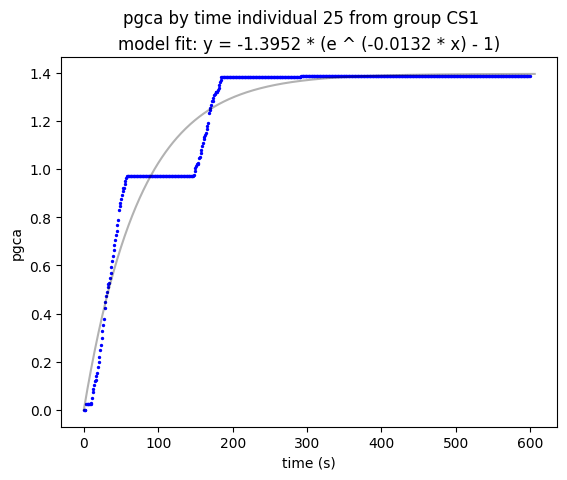 pgca by time individual 25 from group CS1
model fit: y = -1.3952 * (e ^ (-0.0132 * x) - 1)
1.4
1.2
1.0
0.8
0.6
0.4
0.2
0.0
pgca
0 100 200 300 400 500 600
time (s)